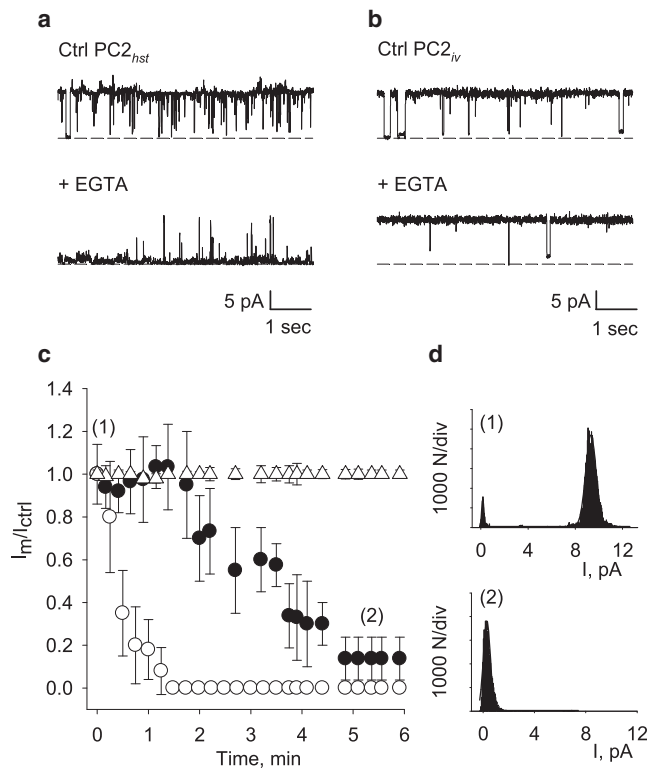 a
Ctrl PC2hst
+ EGTA
5 pA
1 sec
b
Ctrl PC2iv
+ EGTA
5 pA
1 sec
c
1.4
1.2
1.0
0.8
0.6
0.4
0.2
0.0
Im/Ictrl
(1)
(2)
0 1 2 3 4 5 6
Time, min
d
(1)
1000 N/div
0 4 8 12
I, pA
(2)
1000 N/div
0 4 8 12
I, pA